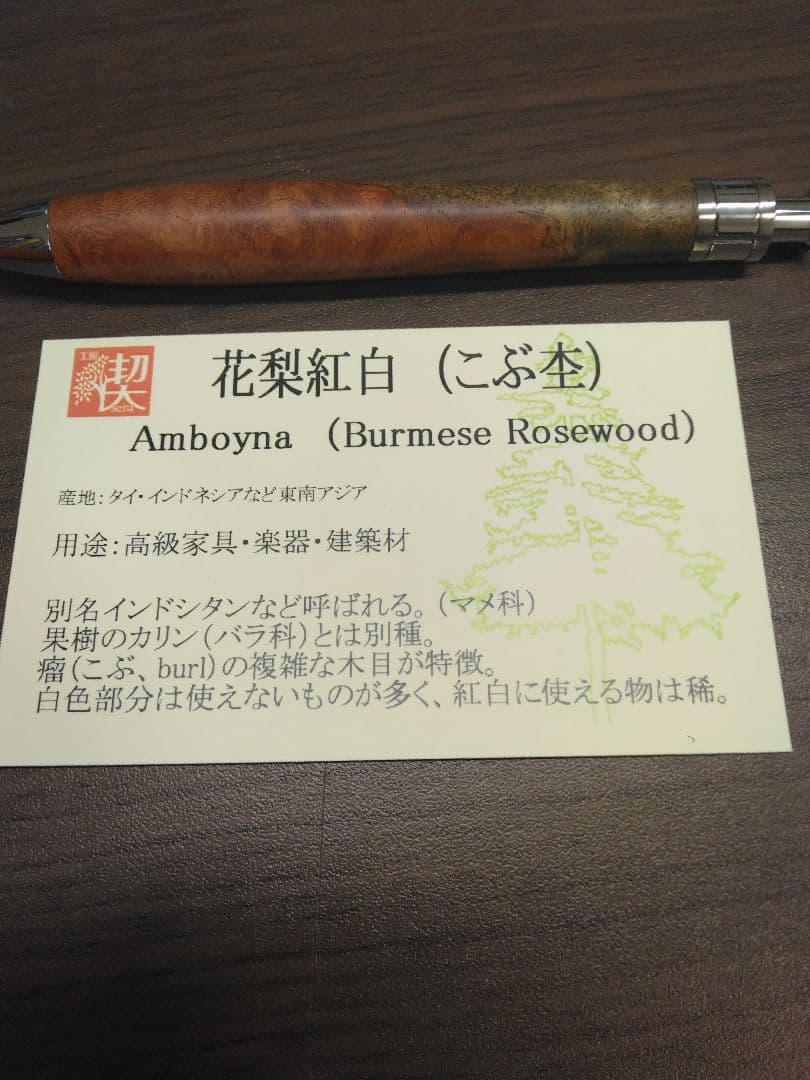 工房
契
seki
花梨紅白 (こぶ杢)
Amboyna (Burmese Rosewood)
産地:タイ・インドネシアなど東南アジア
用途:高級家具・楽器・建築材
別名インドシタンなど呼ばれる。(マメ科)
果樹のカリン(バラ科)とは別種。
瘤(こぶ、burl)の複雑な木目が特徴。
白色部分は使えないものが多く、紅白に使える物は稀。